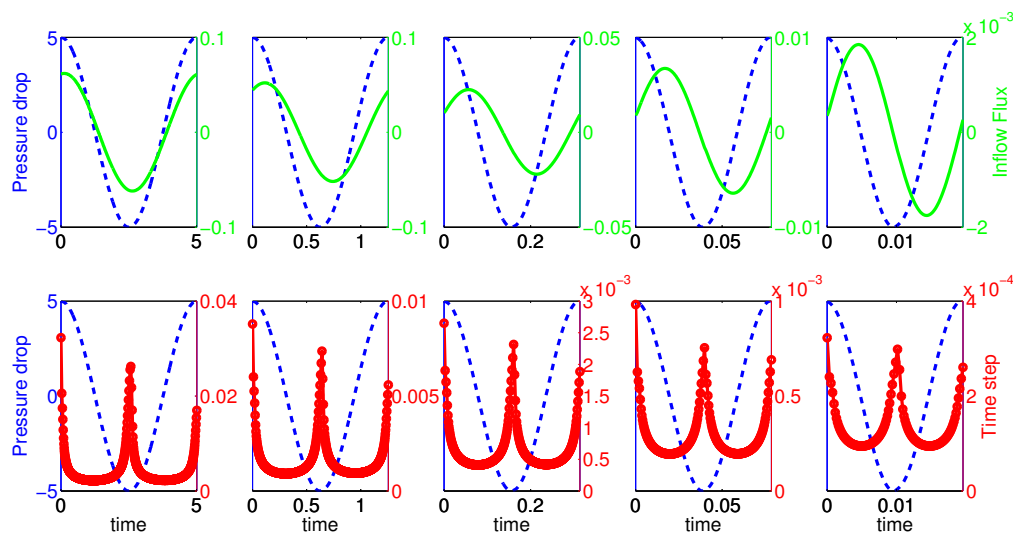 x 10⁻³
5 0.1 0.1 0.05 0.01 2
Pressure drop 0 0 0 0 0 0 Inflow Flux
−5 −0.1 −0.1 −0.05 −0.01 −2
0 5 0 0.5 1 0 0.2 0 0.05 0 0.01
x 10⁻³ x 10⁻³ x 10⁻⁴
5 0.04 0.01 3 1 4
2.5
2
Pressure drop 0 0.02 0.005 1.5 0.5 2 Time step
1
0.5
−5 0 0 0 0 0
0 5 0 0.5 1 0 0.2 0 0.05 0 0.01
time time time time time